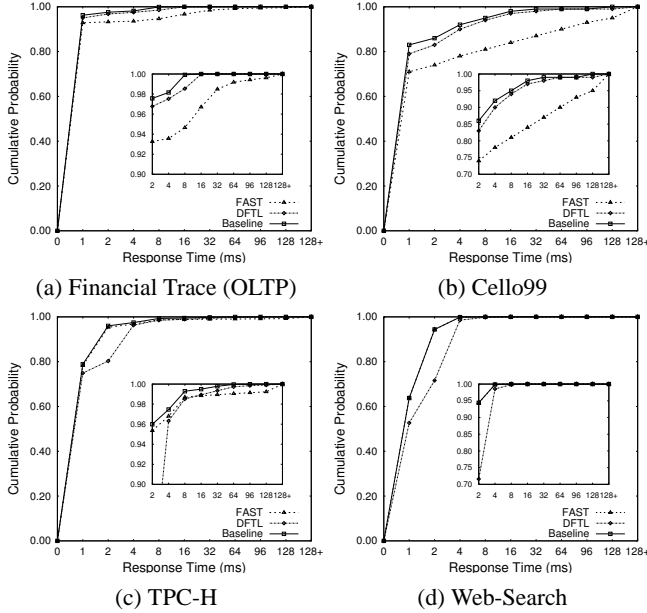 1.00
0.80
0.60
0.40
0.20
0.00
Cumulative Probability
1.00
0.98
0.96
0.94
0.92
0.90
2 4 8 16 32 64 96 128 128+
FAST
DFTL
Baseline
0 1 2 4 8 16 32 64 96 128 128+
Response Time (ms)
(a) Financial Trace (OLTP)
1.00
0.80
0.60
0.40
0.20
0.00
Cumulative Probability
1.00
0.95
0.90
0.85
0.80
0.75
0.70
2 4 8 16 32 64 96 128 128+
FAST
DFTL
Baseline
0 1 2 4 8 16 32 64 96 128 128+
Response Time (ms)
(b) Cello99
1.00
0.80
0.60
0.40
0.20
0.00
Cumulative Probability
1.00
0.98
0.96
0.94
0.92
0.90
2 4 8 16 32 64 96 128 128+
FAST
DFTL
Baseline
0 1 2 4 8 16 32 64 96 128 128+
Response Time (ms)
(c) TPC-H
1.00
0.80
0.60
0.40
0.20
0.00
Cumulative Probability
1.00
0.95
0.90
0.85
0.80
0.75
0.70
2 4 8 16 32 64 96 128 128+
FAST
DFTL
Baseline
0 1 2 4 8 16 32 64 96 128 128+
Response Time (ms)
(d) Web-Search